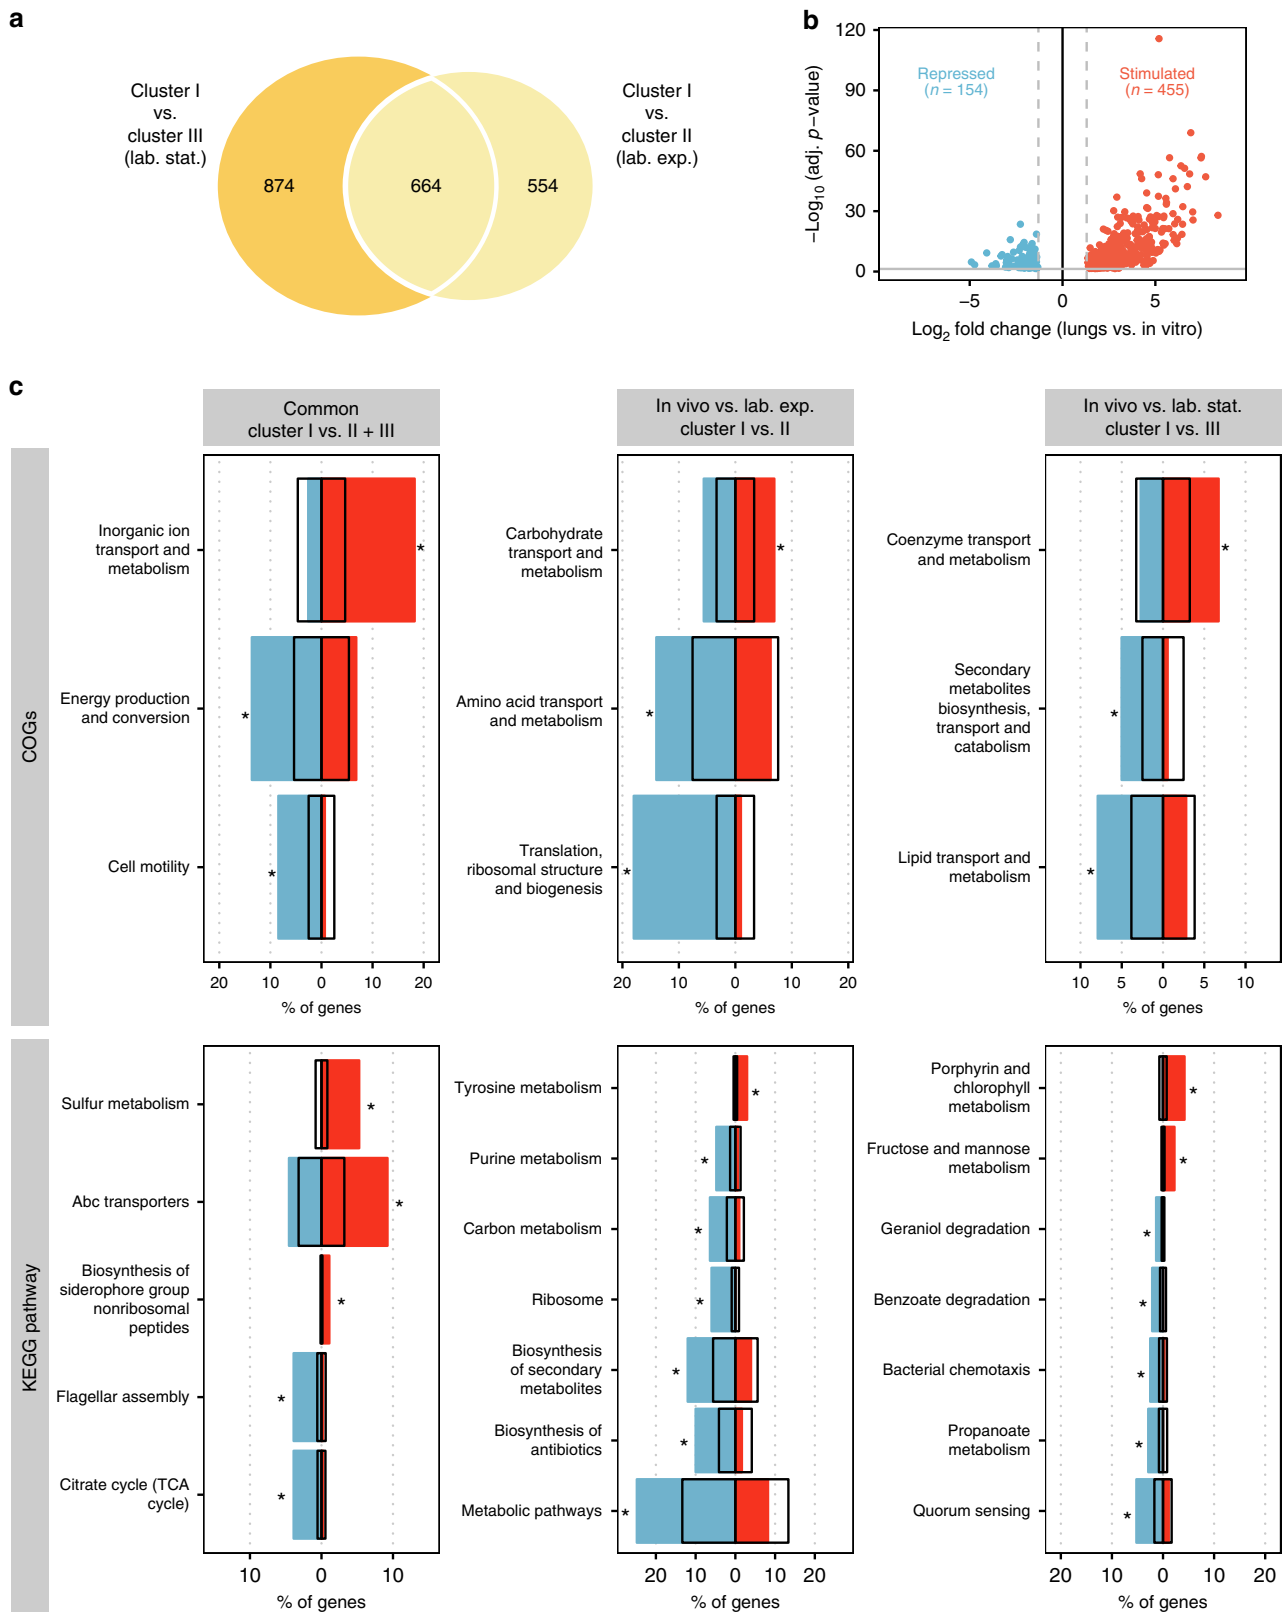 a
Cluster I
vs.
cluster III
(lab. stat.)
874
664
554
Cluster I
vs.
cluster II
(lab. exp.)
b
−Log10 (adj. p−value)
120
90
60
30
0
Repressed
(n = 154)
Stimulated
(n = 455)
−5
0
5
Log2 fold change (lungs vs. in vitro)
c
Common
cluster I vs. II + III
In vivo vs. lab. exp.
cluster I vs. II
In vivo vs. lab. stat.
cluster I vs. III
COGs
Inorganic ion
transport and
metabolism
*
Energy production
and conversion
*
Cell motility
*
20 10 0 10 20
% of genes
Carbohydrate
transport and
metabolism
*
Amino acid transport
and metabolism
*
Translation,
ribosomal structure
and biogenesis
*
20 10 0 10 20
% of genes
Coenzyme transport
and metabolism
*
Secondary
metabolites
biosynthesis,
transport and
catabolism
*
Lipid transport and
metabolism
*
10 5 0 5 10
% of genes
KEGG pathway
Sulfur metabolism
*
Abc transporters
*
Biosynthesis of
siderophore group
nonribosomal
peptides
*
Flagellar assembly
*
Citrate cycle (TCA
cycle)
*
10 0 10
% of genes
Tyrosine metabolism
*
Purine metabolism
*
Carbon metabolism
*
Ribosome
*
Biosynthesis
of secondary
metabolites
*
Biosynthesis of
antibiotics
*
Metabolic pathways
*
20 10 0 10 20
% of genes
Porphyrin and
chlorophyll
metabolism
*
Fructose and mannose
metabolism
*
Geraniol degradation
*
Benzoate degradation
*
Bacterial chemotaxis
*
Propanoate
metabolism
*
Quorum sensing
*
20 10 0 10 20
% of genes